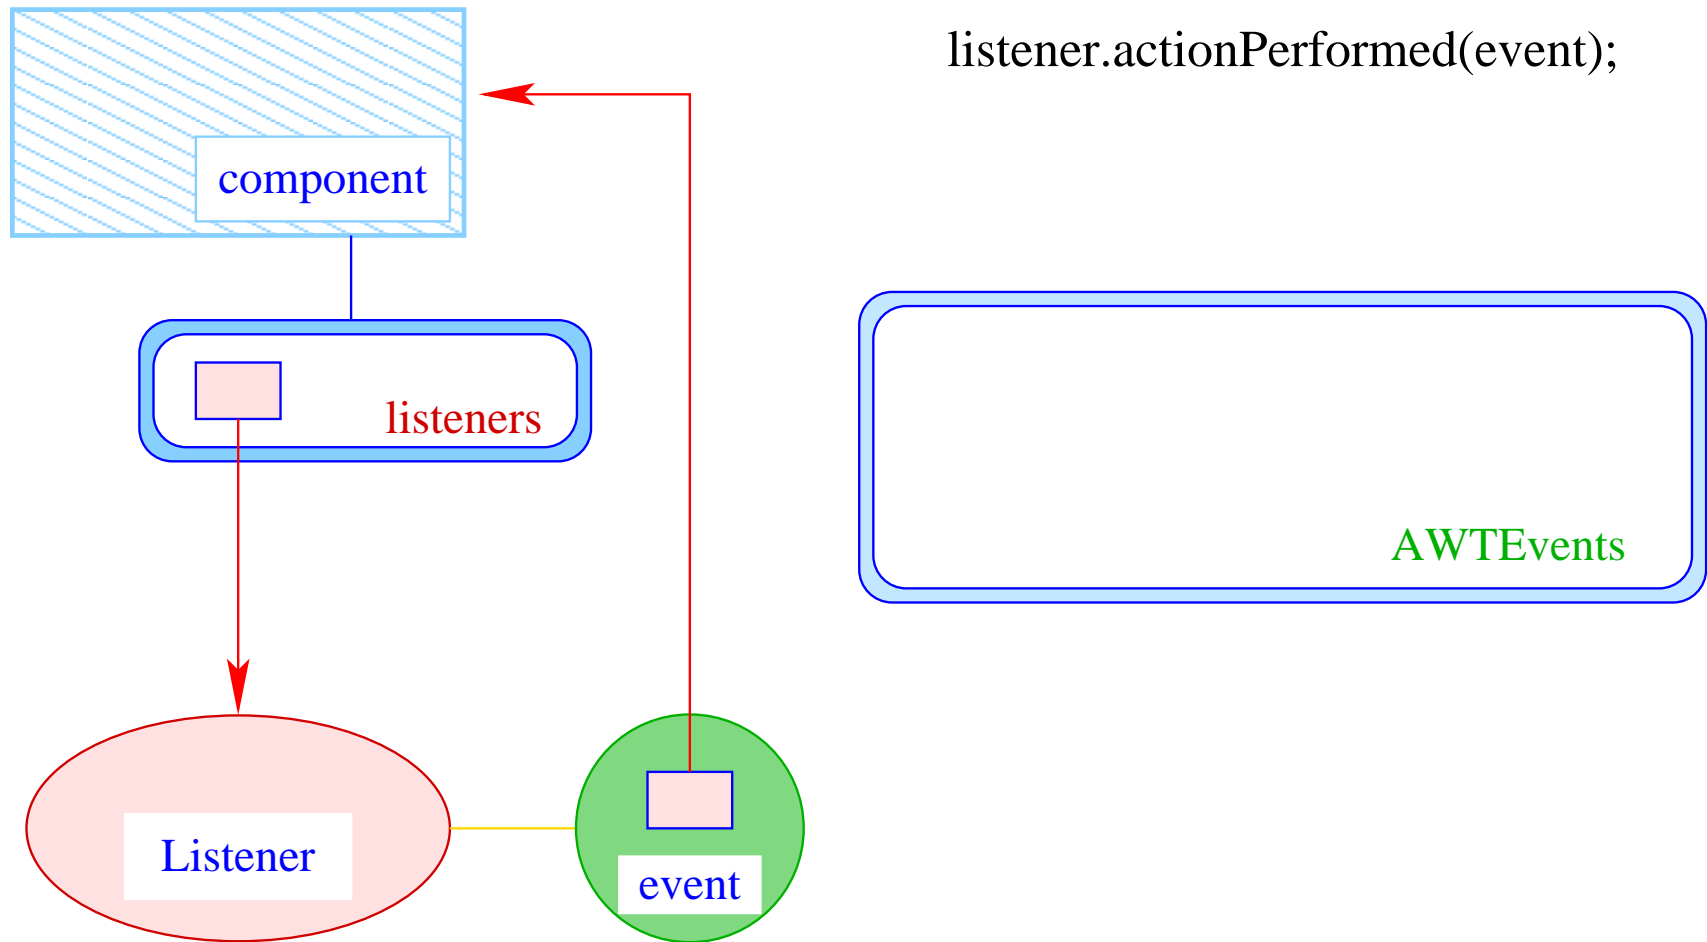 listener.actionPerformed(event);
component
listeners
AWTEvents
Listener
event